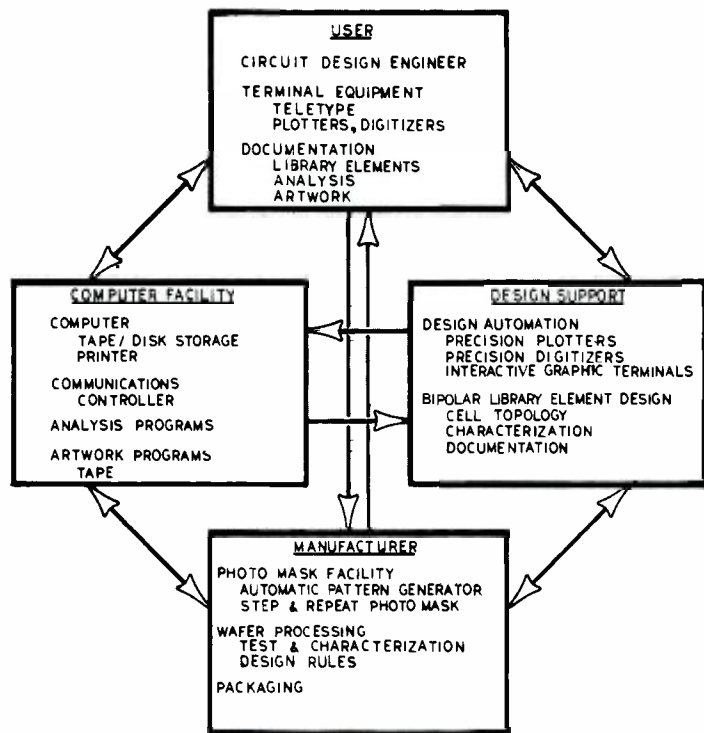 USER
CIRCUIT DESIGN ENGINEER
TERMINAL EQUIPMENT
TELETYPE
PLOTTERS, DIGITIZERS
DOCUMENTATION
LIBRARY ELEMENTS
ANALYSIS
ARTWORK
COMPUTER FACILITY
COMPUTER
TAPE/ DISK STORAGE
PRINTER
COMMUNICATIONS
CONTROLLER
ANALYSIS PROGRAMS
ARTWORK PROGRAMS
TAPE
DESIGN SUPPORT
DESIGN AUTOMATION
PRECISION PLOTTERS
PRECISION DIGITIZERS
INTERACTIVE GRAPHIC TERMINALS
BIPOLAR LIBRARY ELEMENT DESIGN
CELL TOPOLOGY
CHARACTERIZATION
DOCUMENTATION
MANUFACTURER
PHOTO MASK FACILITY
AUTOMATIC PATTERN GENERATOR
STEP & REPEAT PHOTO MASK
WAFER PROCESSING
TEST & CHARACTERIZATION
DESIGN RULES
PACKAGING